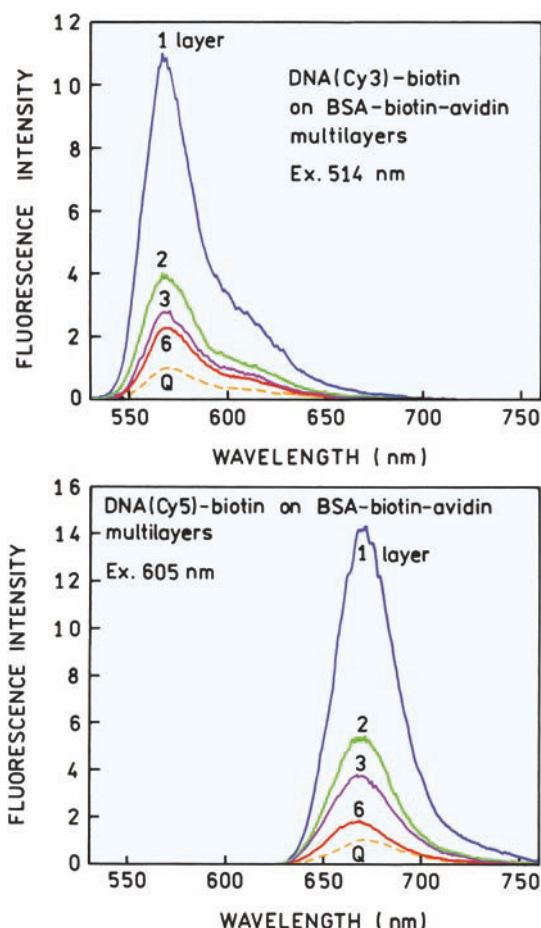 12
10
8
6
4
2
0
FLUORESCENCE INTENSITY
1 layer
DNA(Cy3)-biotin
on BSA-biotin-avidin
multilayers
Ex. 514 nm
2
3
6
Q
550 600 650 700 750
WAVELENGTH ( nm )
16
14
12
10
8
6
4
2
0
FLUORESCENCE INTENSITY
DNA(Cy5)-biotin on BSA-biotin-avidin
multilayers
Ex. 605 nm
1 layer
2
3
6
Q
550 600 650 700 750
WAVELENGTH ( nm )